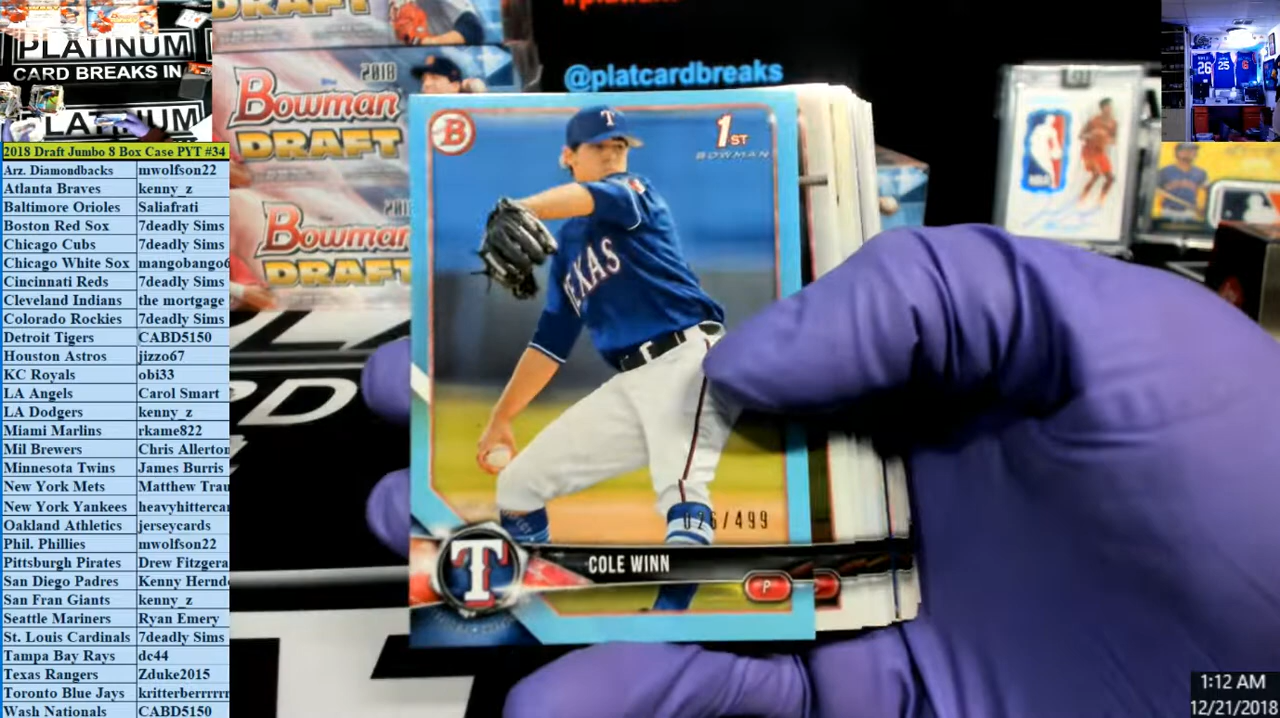 PLATINUM
CARD BREAKS IN
PLATINUM
DRAFT
2018
Bowman
DRAFT
Bowman
DRAFT
@platcardbreaks
2018 Draft Jumbo 8 Box Case PYT #34
Arz. Diamondbacks mwolfson22
Atlanta Braves kenny_z
Baltimore Orioles Saliafrati
Boston Red Sox 7deadly Sims
Chicago Cubs 7deadly Sims
Chicago White Sox mangobango6
Cincinnati Reds 7deadly Sims
Cleveland Indians the mortgage
Colorado Rockies 7deadly Sims
Detroit Tigers CABD5150
Houston Astros jizzo67
KC Royals obi33
LA Angels Carol Smart
LA Dodgers kenny_z
Miami Marlins rkame822
Mil Brewers Chris Allerton
Minnesota Twins James Burris
New York Mets Matthew Trau
New York Yankees heavyhittercar
Oakland Athletics jerseycards
Phil. Phillies mwolfson22
Pittsburgh Pirates Drew Fitzgera
San Diego Padres Kenny Hernd
San Fran Giants kenny_z
Seattle Mariners Ryan Emery
St. Louis Cardinals 7deadly Sims
Tampa Bay Rays dc44
Texas Rangers Zduke2015
Toronto Blue Jays kritterberrrrrr
Wash Nationals CABD5150
B
1ST
BOWMAN
T
TEXAS
026/499
T
COLE WINN
P
26
25
6
1:12 AM
12/21/2018